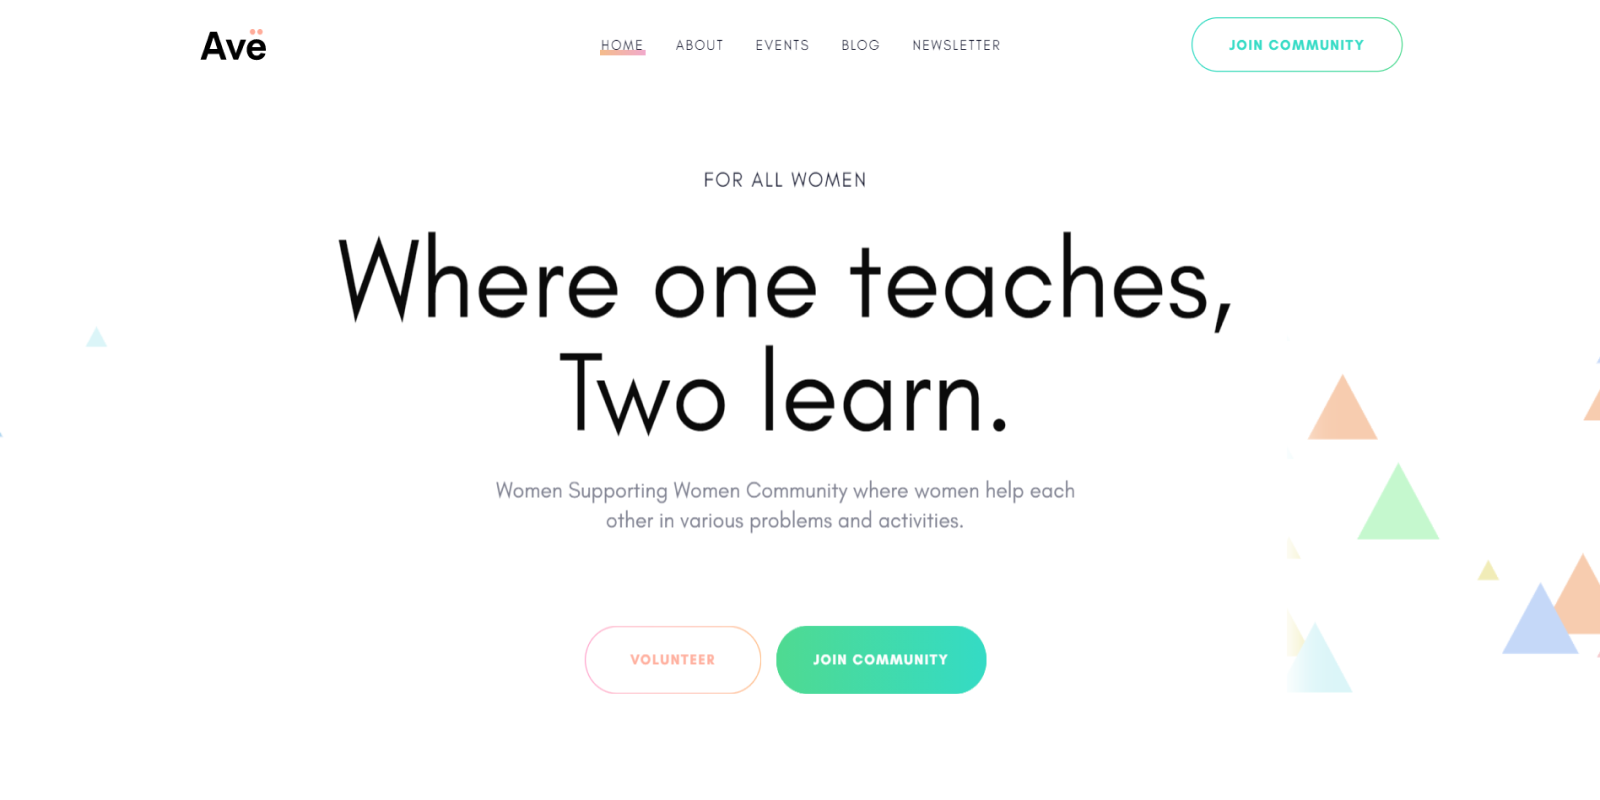 Avë
HOME
ABOUT
EVENTS
BLOG
NEWSLETTER
JOIN COMMUNITY
FOR ALL WOMEN
Where one teaches,
Two learn.
Women Supporting Women Community where women help each
other in various problems and activities.
VOLUNTEER
JOIN COMMUNITY